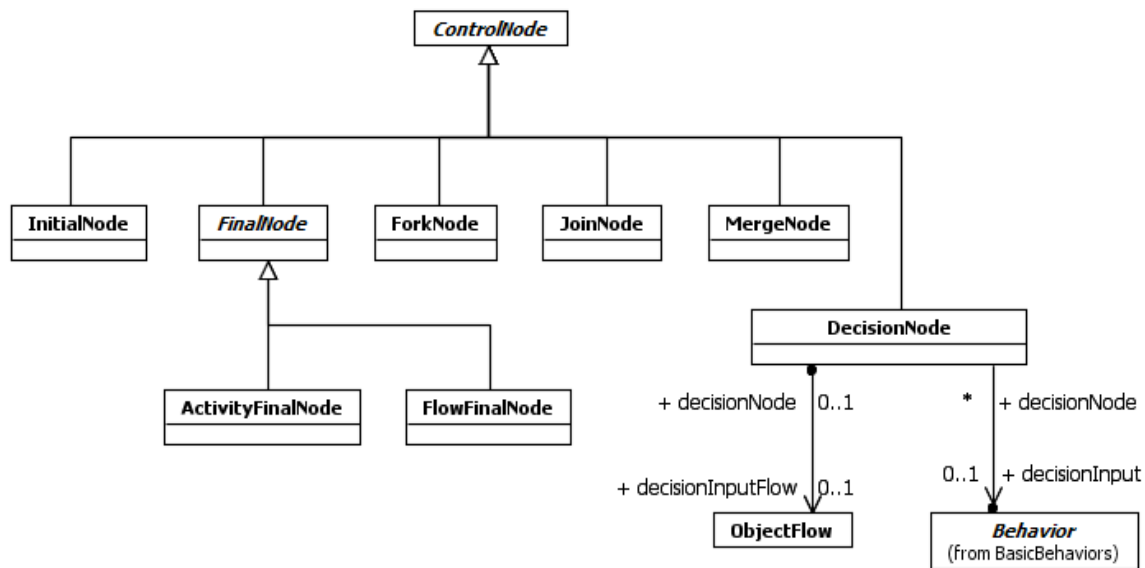 ControlNode
InitialNode
FinalNode
ForkNode
JoinNode
MergeNode
DecisionNode
ActivityFinalNode
FlowFinalNode
+ decisionNode
0..1
*
+ decisionNode
+ decisionInputFlow
0..1
0..1
+ decisionInput
ObjectFlow
Behavior
(from BasicBehaviors)